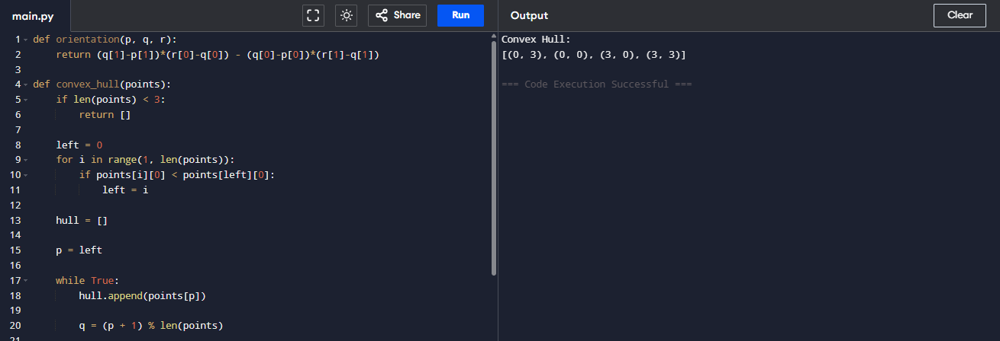 main.py
Share
Run
Output
Clear
1 def orientation(p, q, r):
2     return (q[1]-p[1])*(r[0]-q[0]) - (q[0]-p[0])*(r[1]-q[1])
3
4 def convex_hull(points):
5     if len(points) < 3:
6         return []
7
8     left = 0
9     for i in range(1, len(points)):
10         if points[i][0] < points[left][0]:
11             left = i
12
13     hull = []
14
15     p = left
16
17     while True:
18         hull.append(points[p])
19
20         q = (p + 1) % len(points)
21
Convex Hull:
[(0, 3), (0, 0), (3, 0), (3, 3)]
=== Code Execution Successful ===